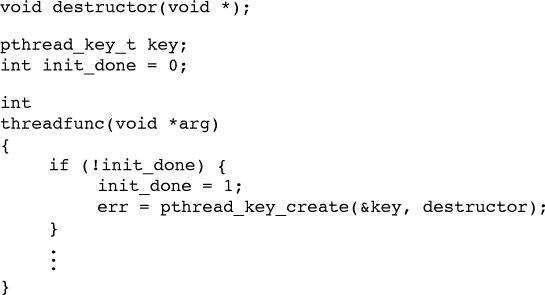 void destructor(void *);
pthread_key_t key;
int init_done = 0;
int
threadfunc(void *arg)
{
if (!init_done) {
init_done = 1;
err = pthread_key_create(&key, destructor);
}
⋮
}